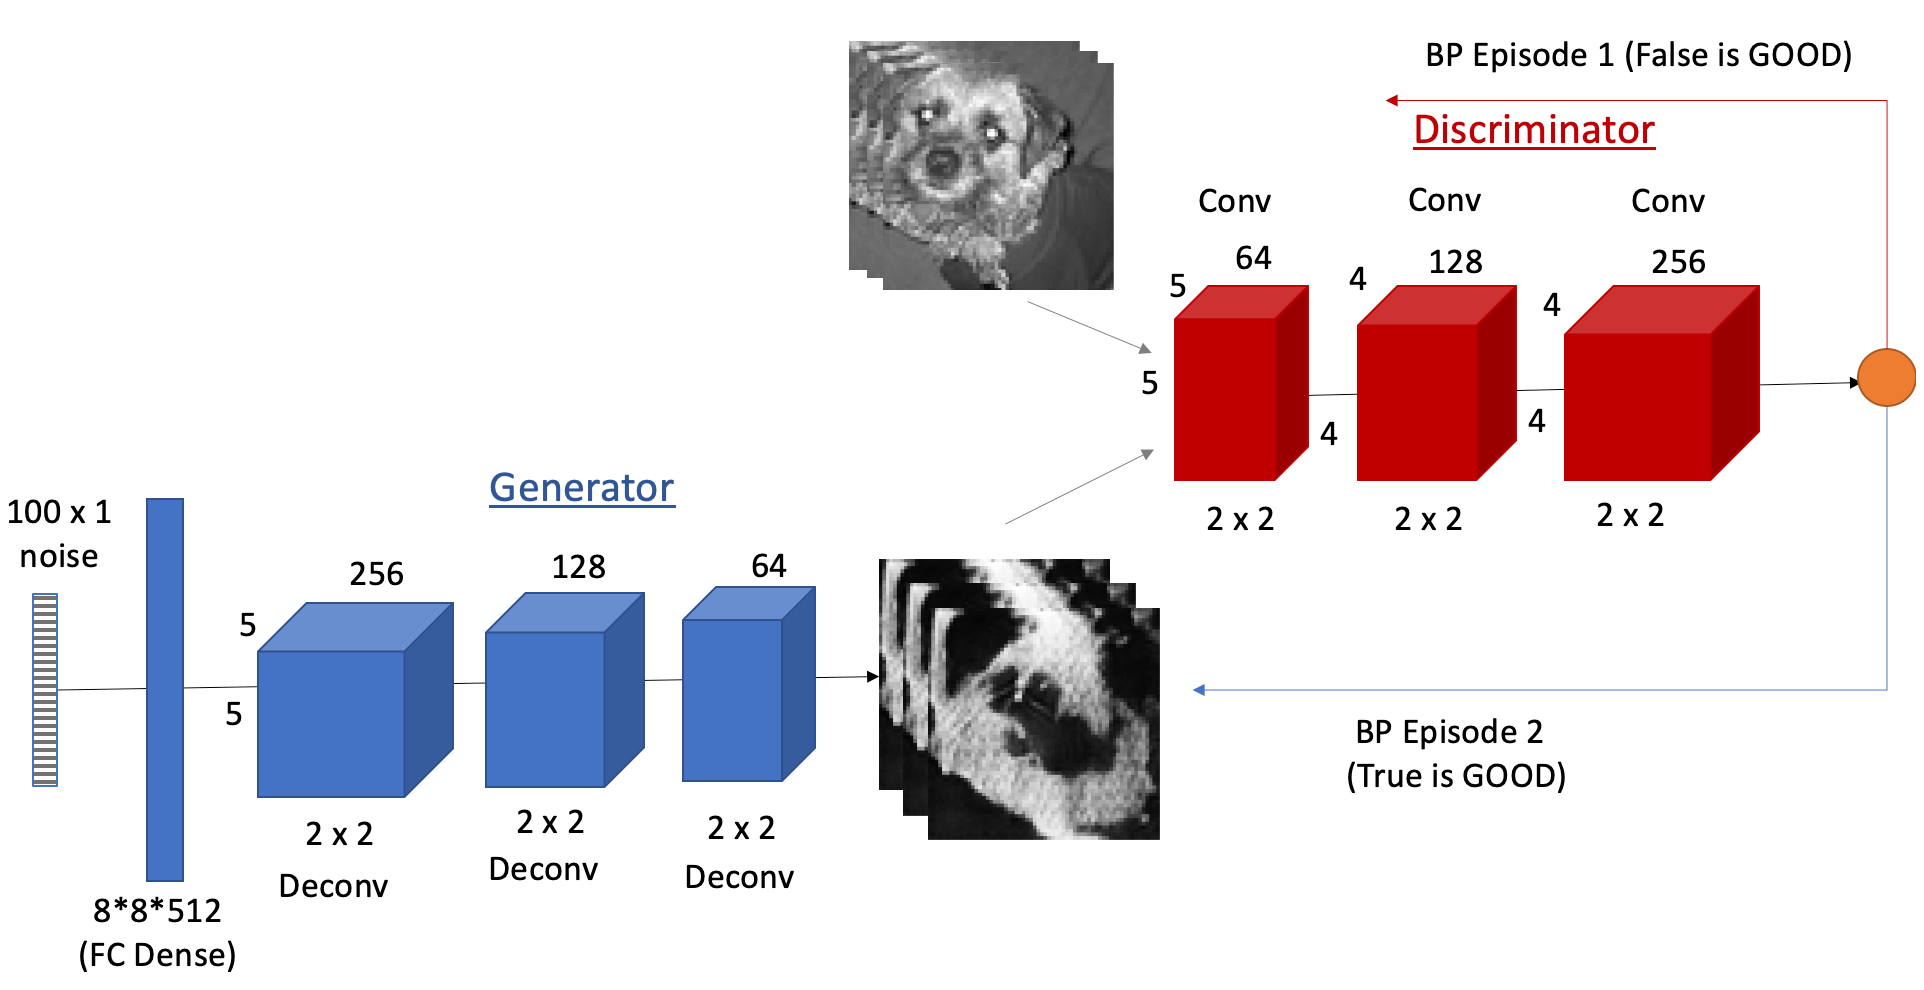 BP Episode 1 (False is GOOD)
Discriminator
Conv
Conv
Conv
64
128
256
5
4
4
5
4
4
2 x 2
2 x 2
2 x 2
Generator
100 x 1
noise
256
128
64
5
5
2 x 2
Deconv
2 x 2
Deconv
2 x 2
Deconv
8*8*512
(FC Dense)
BP Episode 2
(True is GOOD)